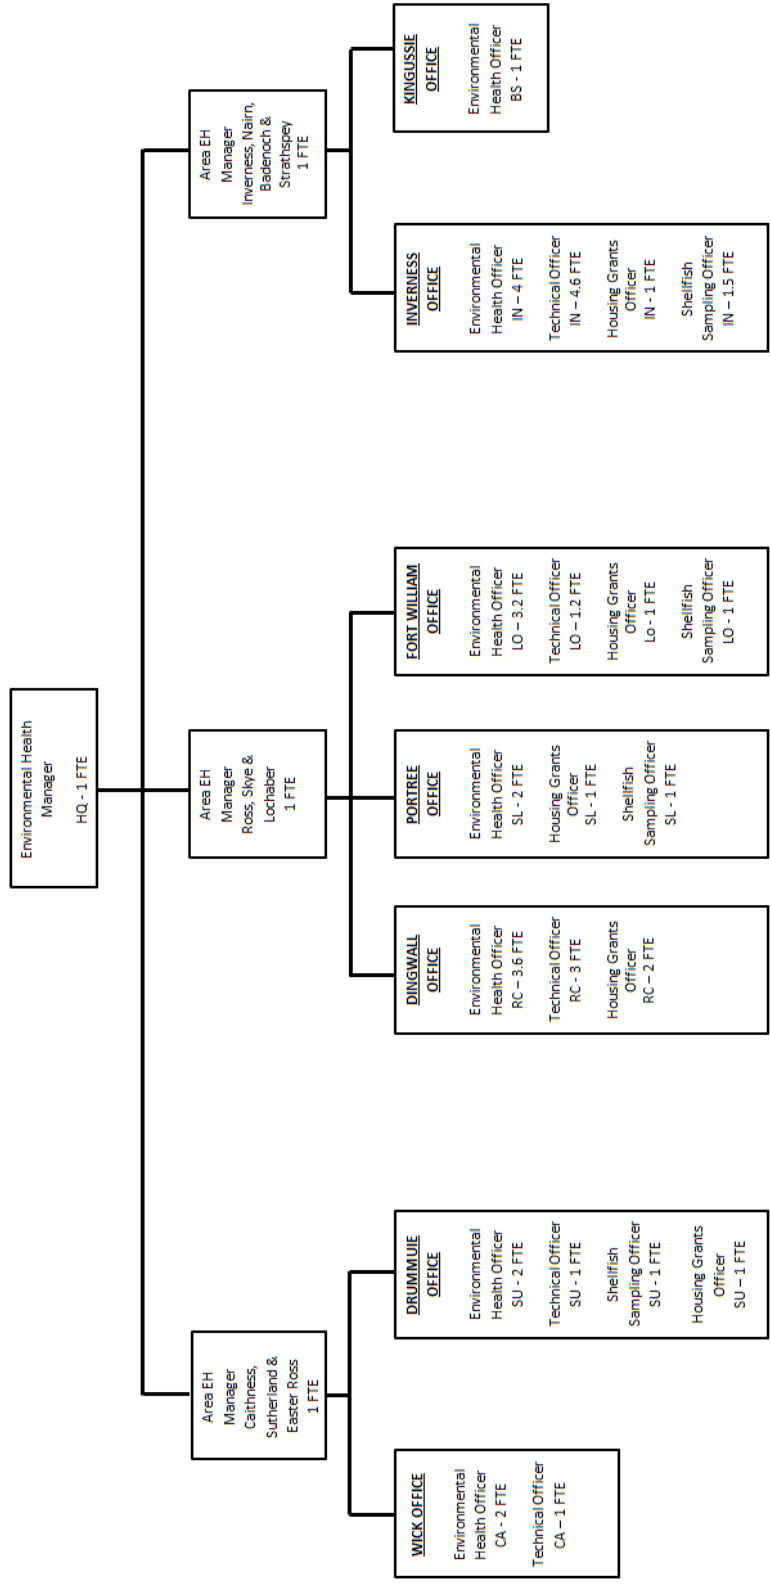 Environmental Health
Manager
HQ - 1 FTE
Area EH
Manager
Caithness,
Sutherland &
Easter Ross
1 FTE
Area EH
Manager
Ross, Skye &
Lochaber
1 FTE
Area EH
Manager
Inverness, Nairn,
Badenoch &
Strathspey
1 FTE
WICK OFFICE
Environmental
Health Officer
CA - 2 FTE
Technical Officer
CA – 1 FTE
DRUMMUIE
OFFICE
Environmental
Health Officer
SU - 2 FTE
Technical Officer
SU - 1 FTE
Shellfish
Sampling Officer
SU - 1 FTE
Housing Grants
Officer
SU – 1 FTE
DINGWALL
OFFICE
Environmental
Health Officer
RC – 3.6 FTE
Technical Officer
RC - 3 FTE
Housing Grants
Officer
RC – 2 FTE
PORTREE
OFFICE
Environmental
Health Officer
SL - 2 FTE
Housing Grants
Officer
SL - 1 FTE
Shellfish
Sampling Officer
SL - 1 FTE
FORT WILLIAM
OFFICE
Environmental
Health Officer
LO – 3.2 FTE
Technical Officer
LO – 1.2 FTE
Housing Grants
Officer
Lo - 1 FTE
Shellfish
Sampling Officer
LO - 1 FTE
INVERNESS
OFFICE
Environmental
Health Officer
IN – 4 FTE
Technical Officer
IN – 4.6 FTE
Housing Grants
Officer
IN - 1 FTE
Shellfish
Sampling Officer
IN – 1.5 FTE
KINGUSSIE
OFFICE
Environmental
Health Officer
BS - 1 FTE